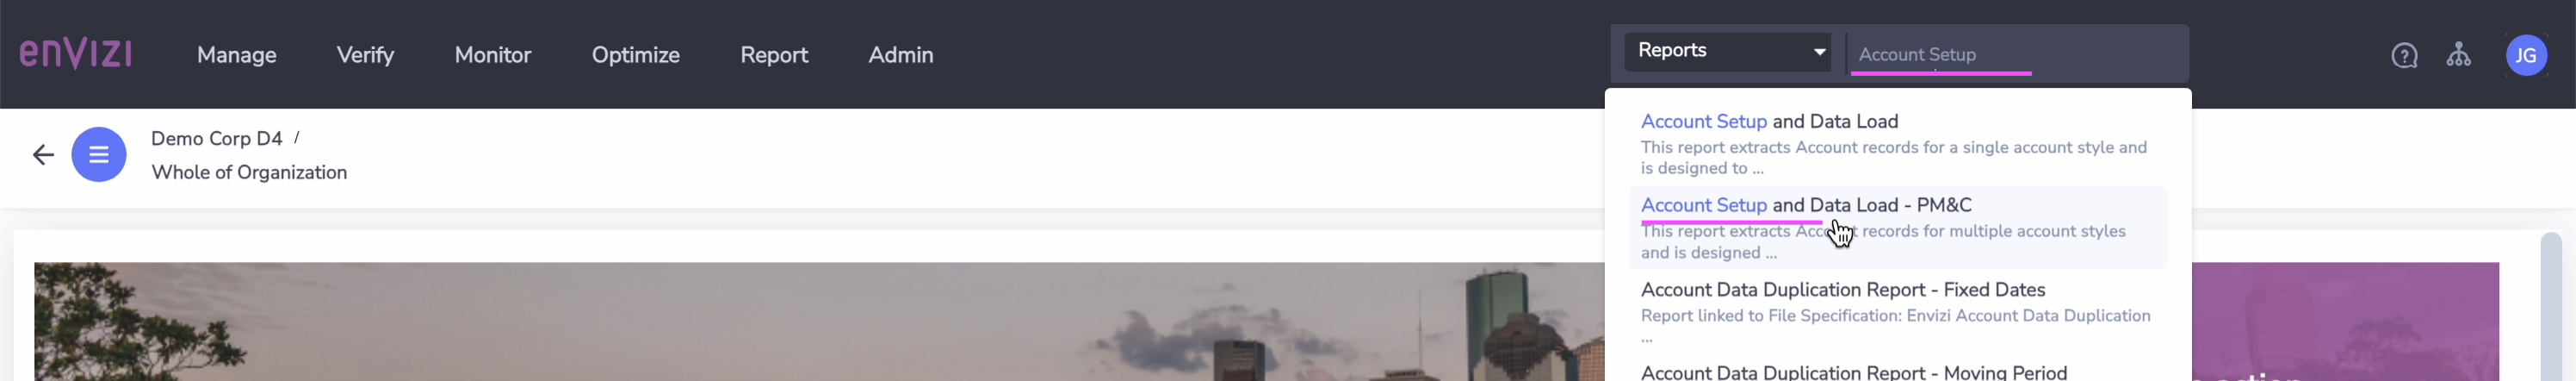 envizi
Manage Verify Monitor Optimize Report Admin
Reports
Account Setup
JG
Demo Corp D4 /
Whole of Organization
Account Setup and Data Load
This report extracts Account records for a single account style and
is designed to ...
Account Setup and Data Load - PM&C
This report extracts Account records for multiple account styles
and is designed ...
Account Data Duplication Report - Fixed Dates
Report linked to File Specification: Envizi Account Data Duplication
...
Account Data Duplication Report - Moving Period